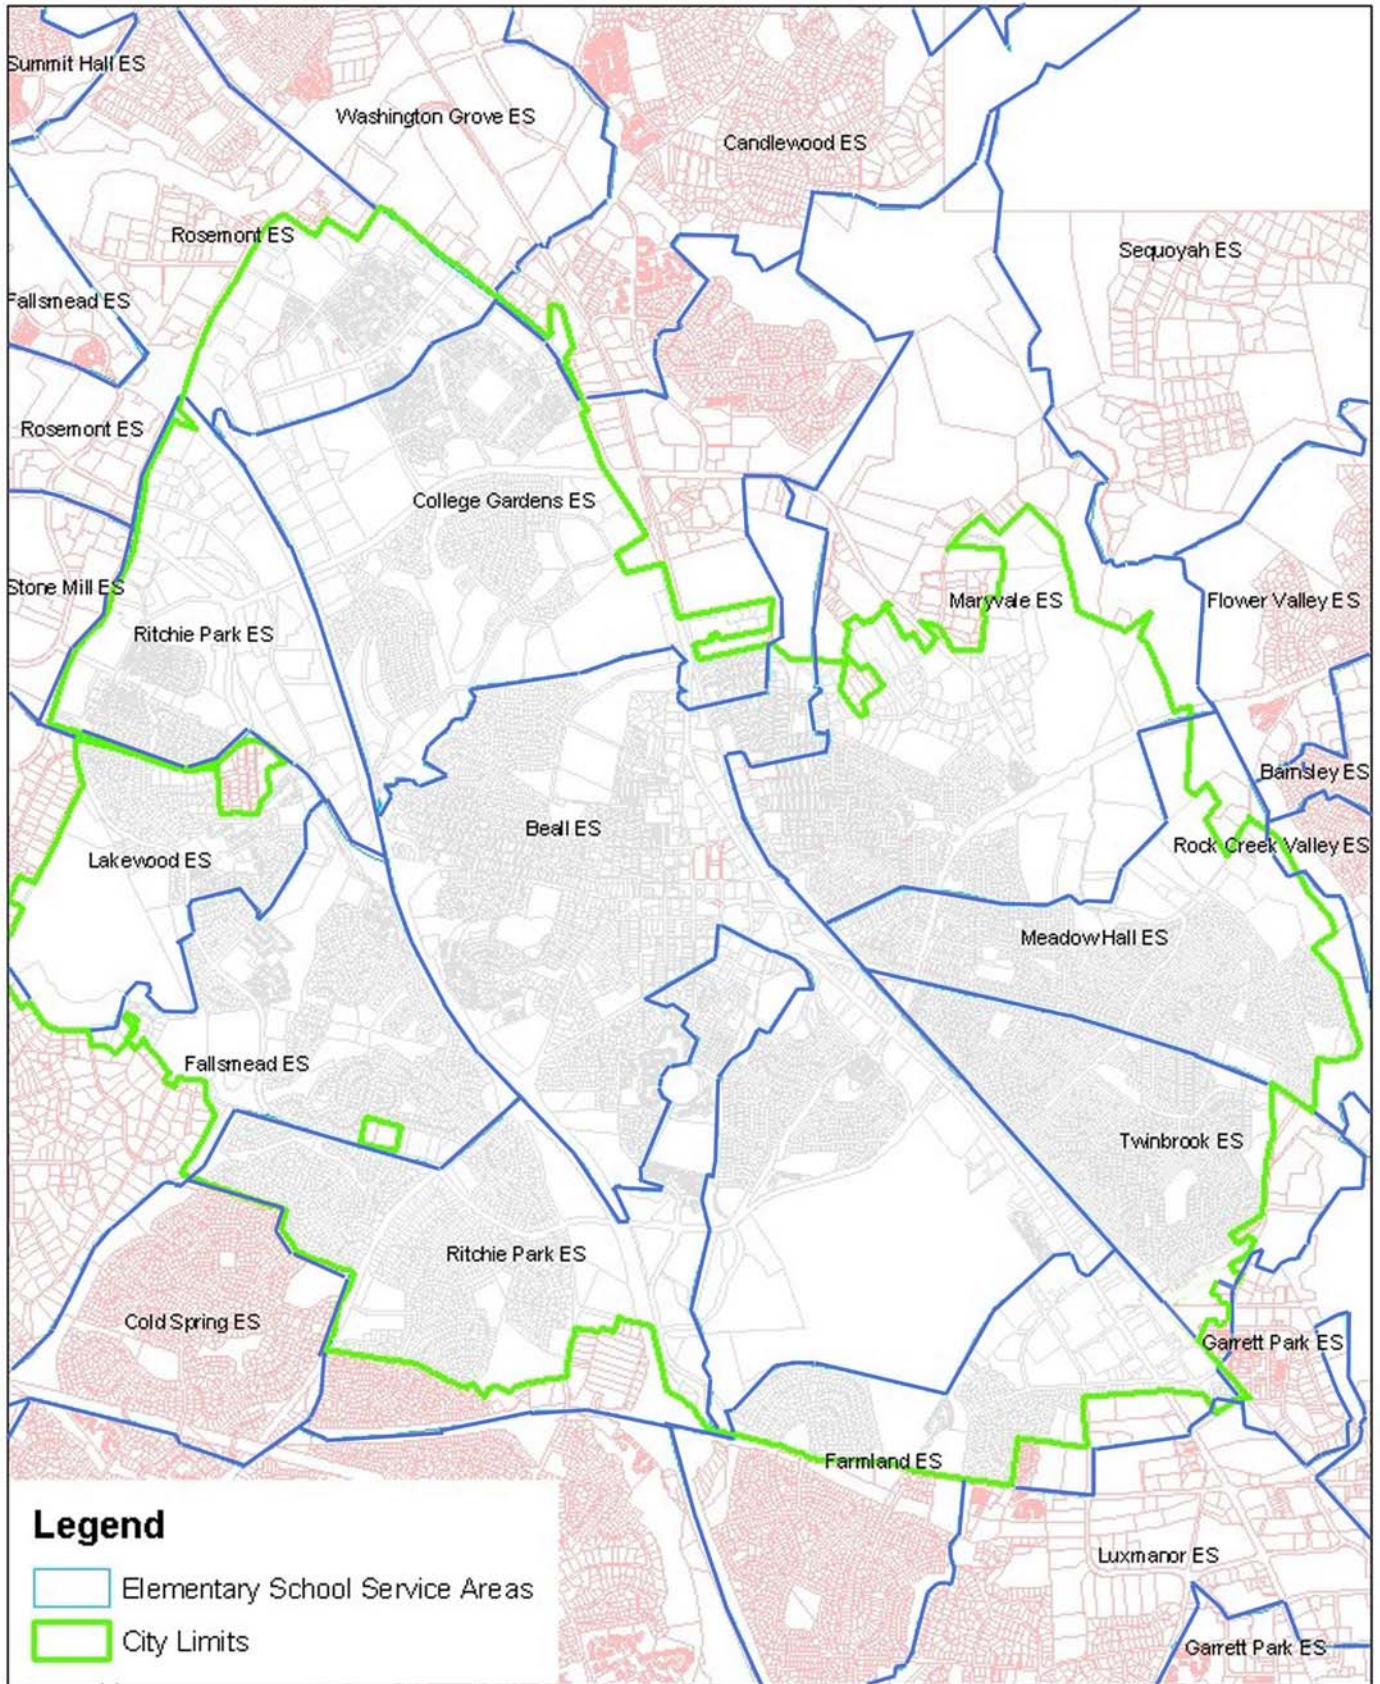 Summit Hall ES
Washington Grove ES
Candlewood ES
Rosemont ES
Sequoyah ES
Fallsmead ES
Rosemont ES
College Gardens ES
Stone Mill ES
Maryvale ES
Flower Valley ES
Ritchie Park ES
Barnsley ES
Beall ES
Rock Creek Valley ES
Lakewood ES
Meadow Hall ES
Fallsmead ES
Twinbrook ES
Ritchie Park ES
Cold Spring ES
Garrett Park ES
Farmland ES
Luxmanor ES
Garrett Park ES
Legend
Elementary School Service Areas
City Limits